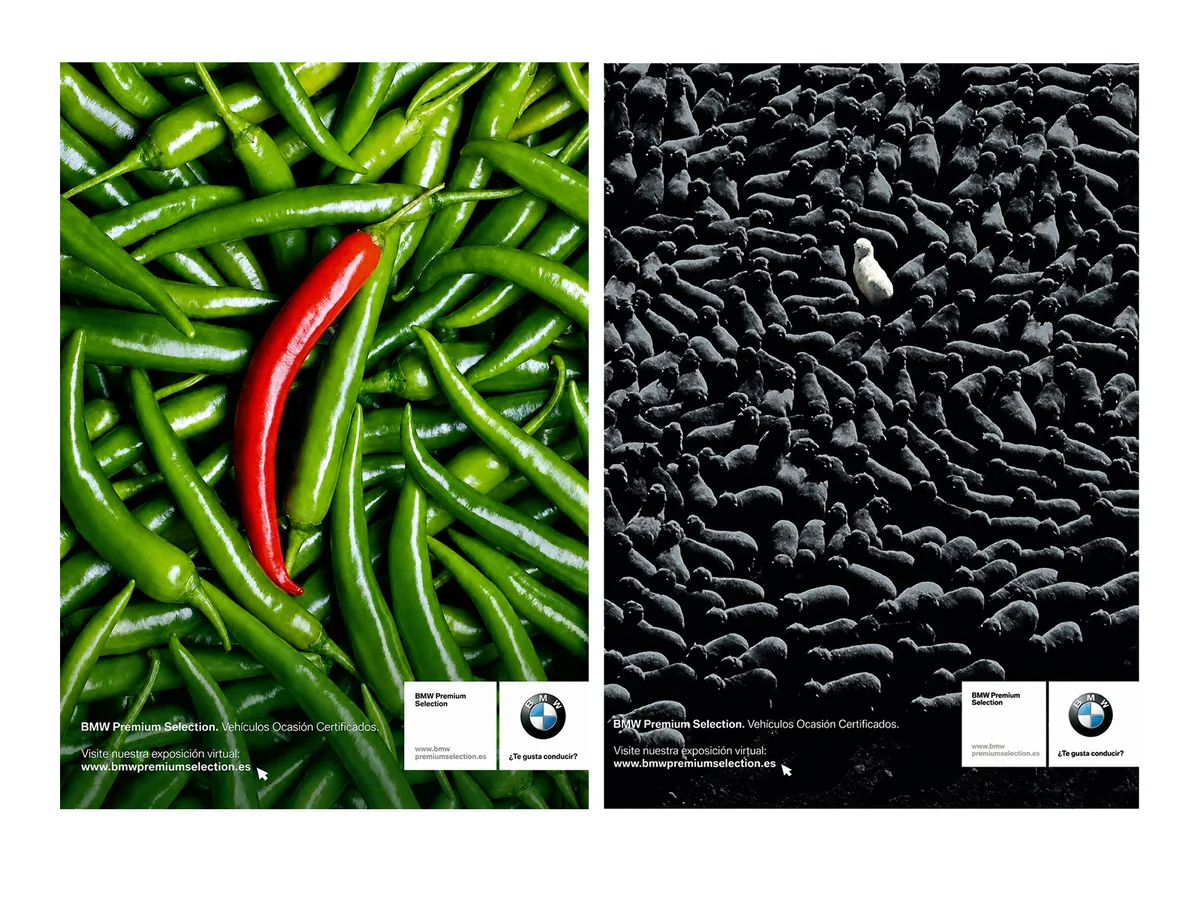 BMW Premium Selection. Vehículos Ocasión Certificados.
Visite nuestra exposición virtual:
www.bmwpremiumselection.es
BMW Premium
Selection
www.bmw
premiumselection.es
BMW
¿Te gusta conducir?
BMW Premium Selection. Vehículos Ocasión Certificados.
Visite nuestra exposición virtual:
www.bmwpremiumselection.es
BMW Premium
Selection
www.bmw
premiumselection.es
BMW
¿Te gusta conducir?